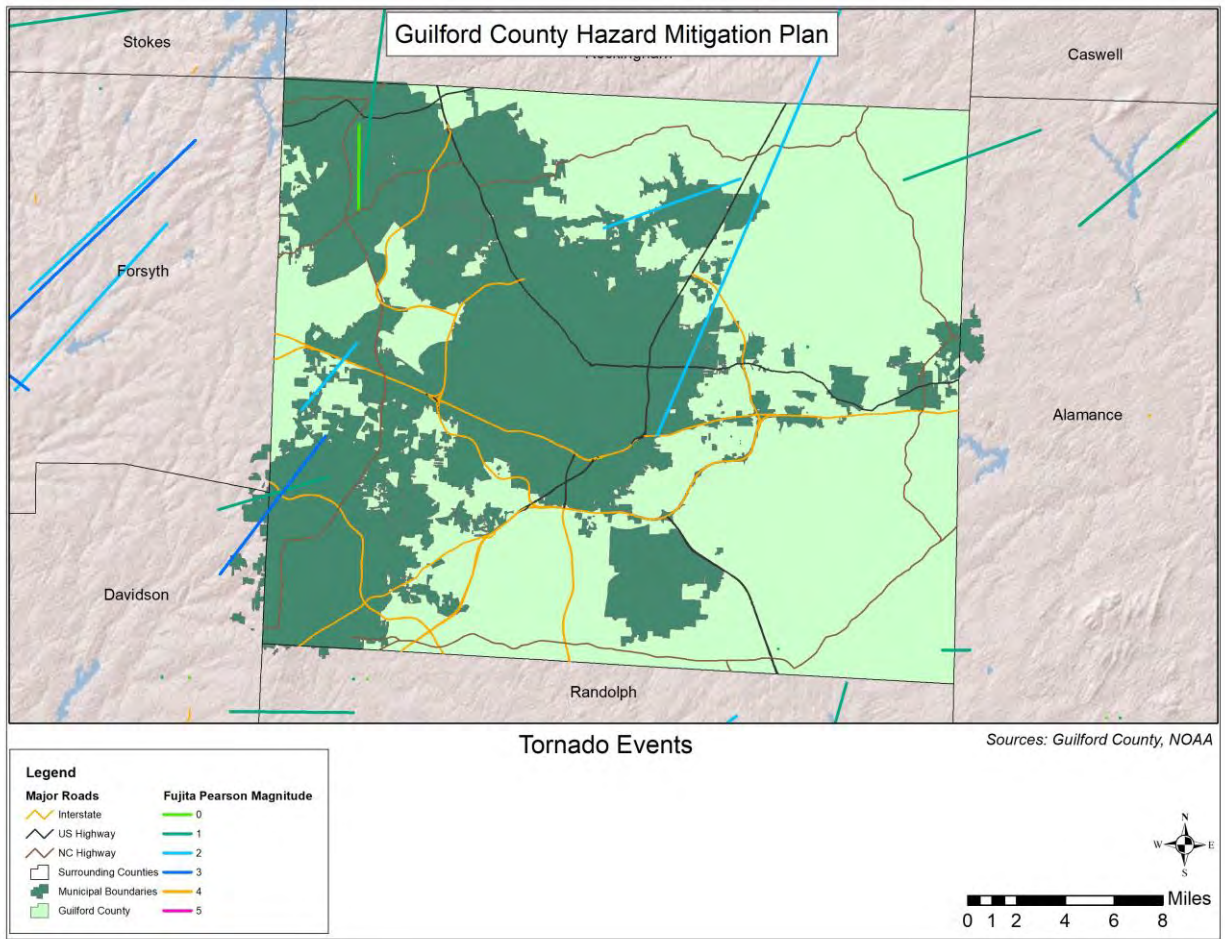 Guilford County Hazard Mitigation Plan
Stokes
Caswell
Forsyth
Alamance
Davidson
Randolph
Tornado Events
Sources: Guilford County, NOAA
Legend
Major Roads
Interstate
US Highway
NC Highway
Surrounding Counties
Municipal Boundaries
Guilford County
Fujita Pearson Magnitude
0
1
2
3
4
5
N
W E
S
Miles
0 1 2 4 6 8